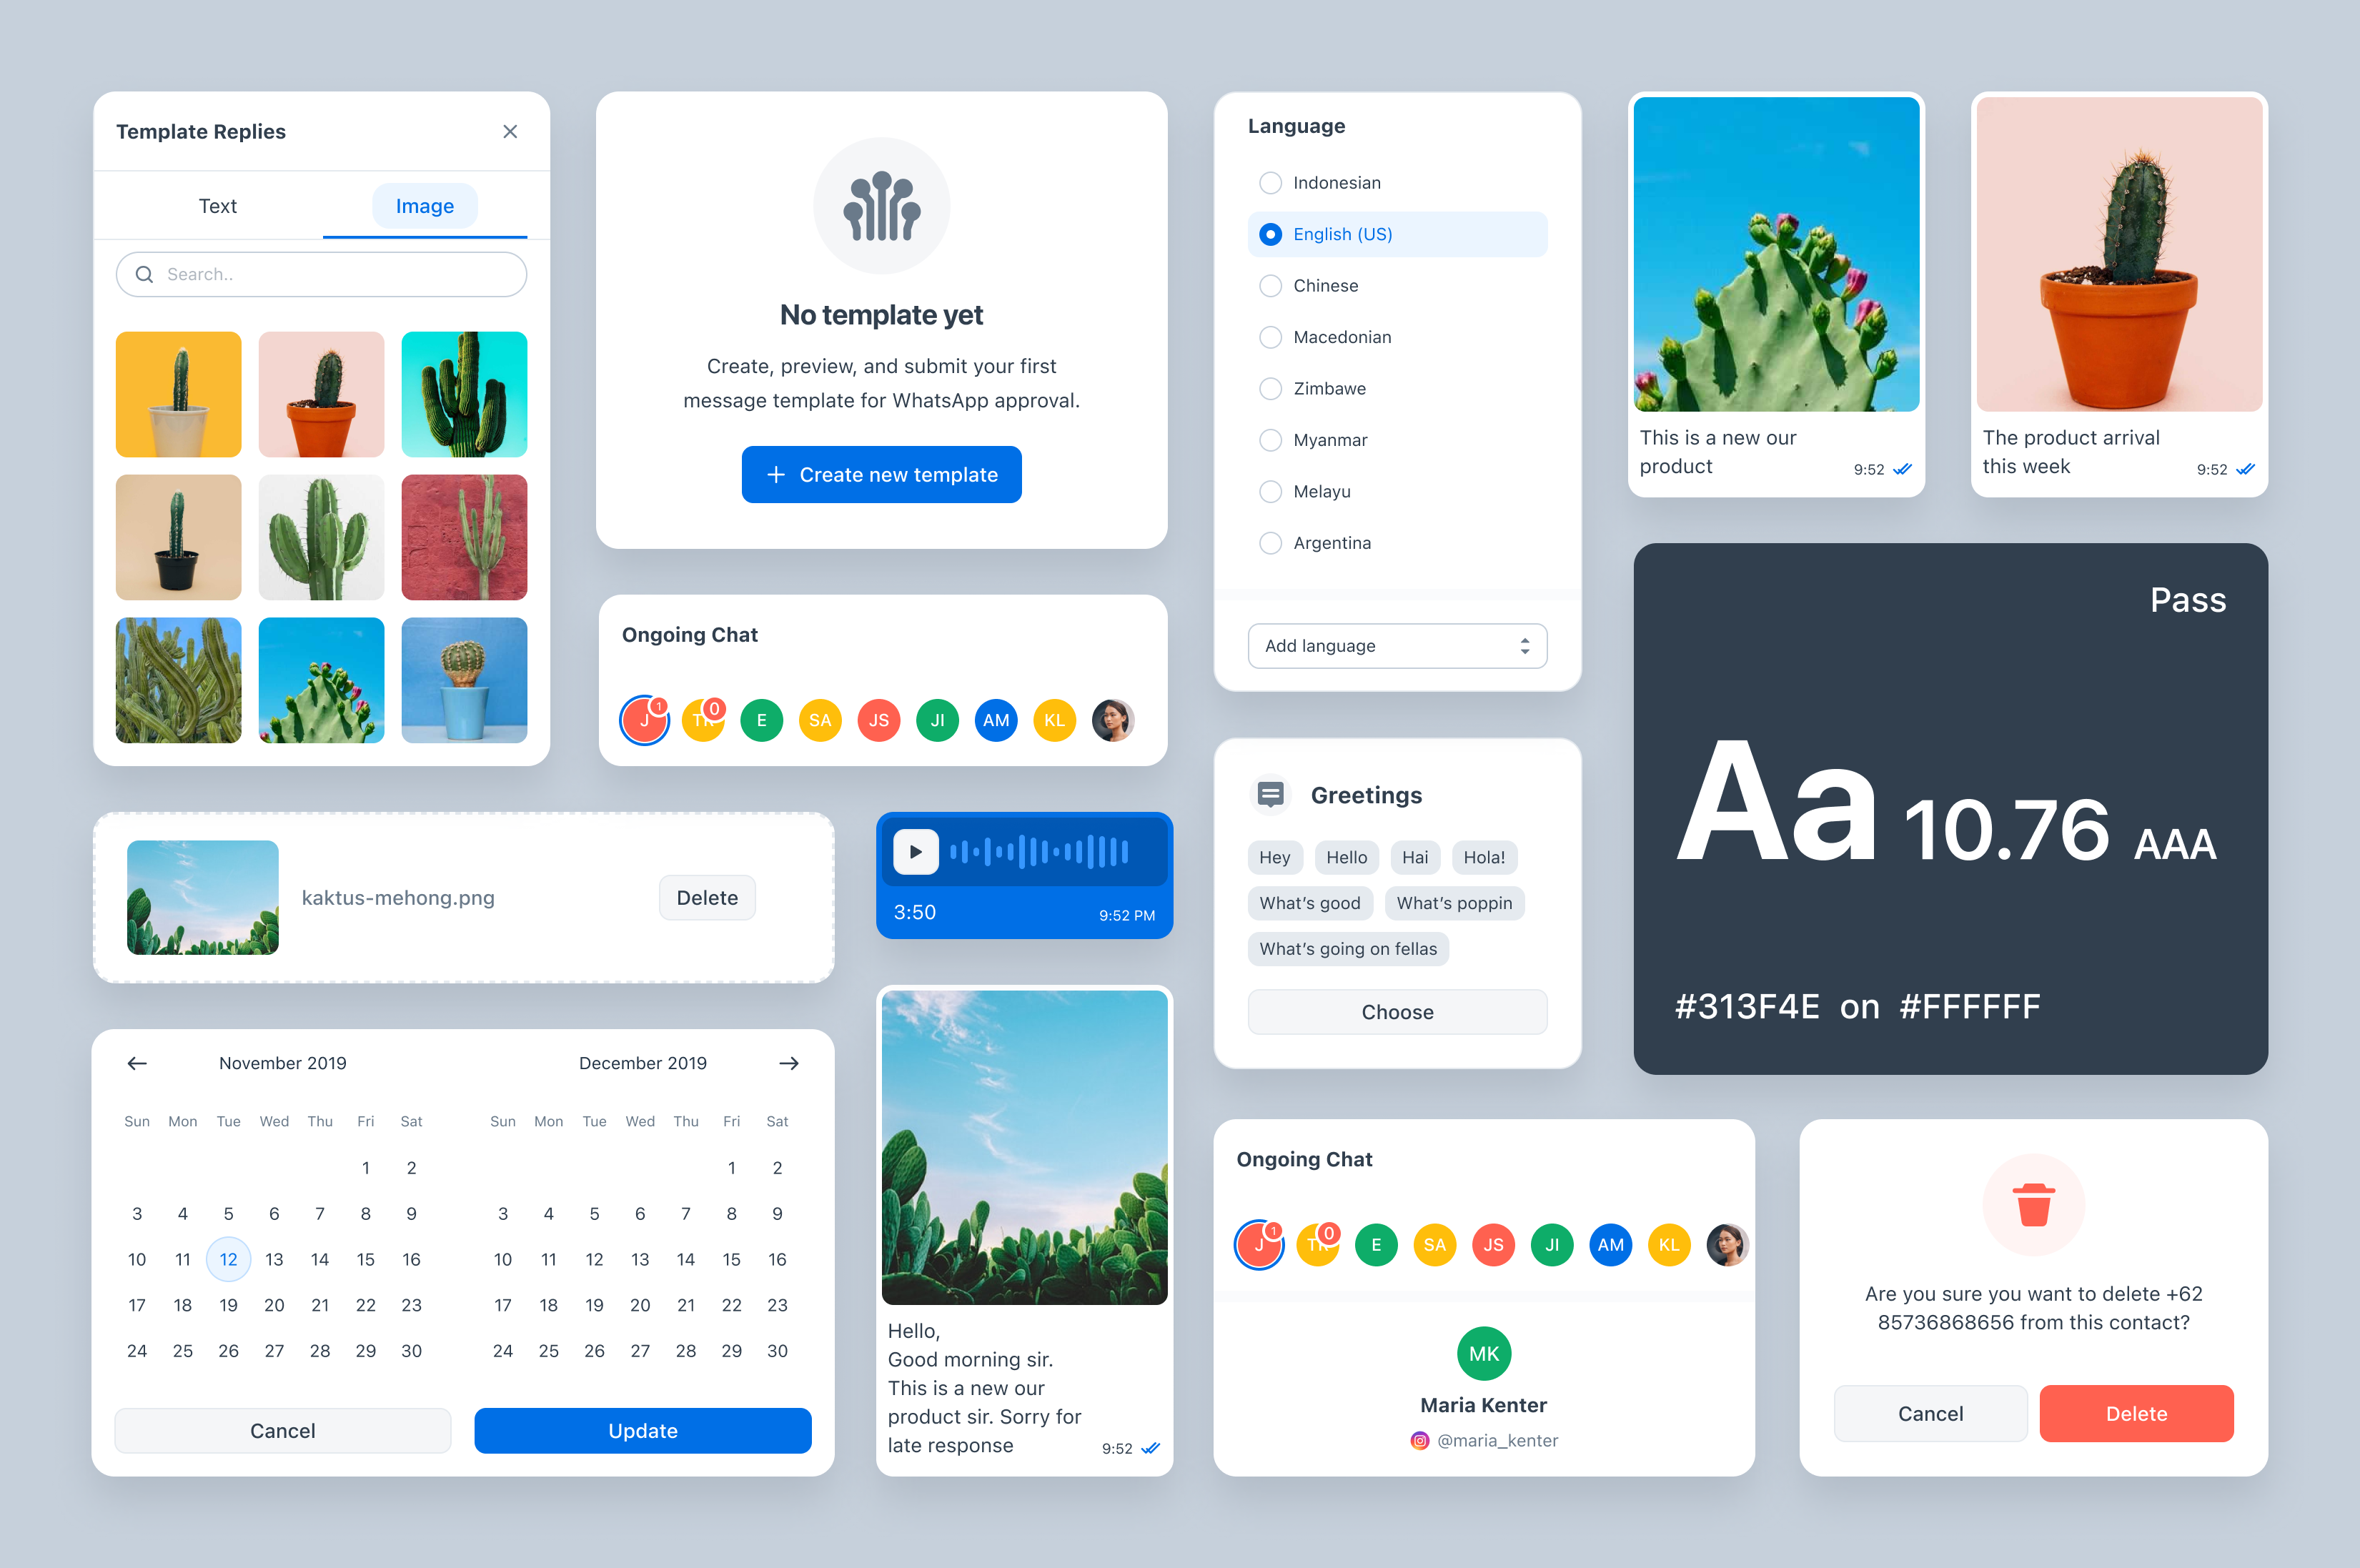 Template Replies
Text
Image
Search..
No template yet
Create, preview, and submit your first
message template for WhatsApp approval.
Create new template
Ongoing Chat
J 1 0 E SA JS JI AM KL
Language
Indonesian
English (US)
Chinese
Macedonian
Zimbawe
Myanmar
Melayu
Argentina
Add language
This is a new our
product 9:52
The product arrival
this week 9:52
Pass
Aa 10.76 AAA
#313F4E on #FFFFFF
kaktus-mehong.png
Delete
3:50 9:52 PM
Greetings
Hey Hello Hai Hola!
What’s good What’s poppin
What’s going on fellas
Choose
November 2019
Sun Mon Tue Wed Thu Fri Sat
1 2
3 4 5 6 7 8 9
10 11 12 13 14 15 16
17 18 19 20 21 22 23
24 25 26 27 28 29 30
December 2019
Sun Mon Tue Wed Thu Fri Sat
1 2
3 4 5 6 7 8 9
10 11 12 13 14 15 16
17 18 19 20 21 22 23
24 25 26 27 28 29 30
Cancel
Update
Hello,
Good morning sir.
This is a new our
product sir. Sorry for
late response 9:52
Ongoing Chat
J 1 0 E SA JS JI AM KL
MK
Maria Kenter
@maria_kenter
Are you sure you want to delete +62
85736868656 from this contact?
Cancel
Delete